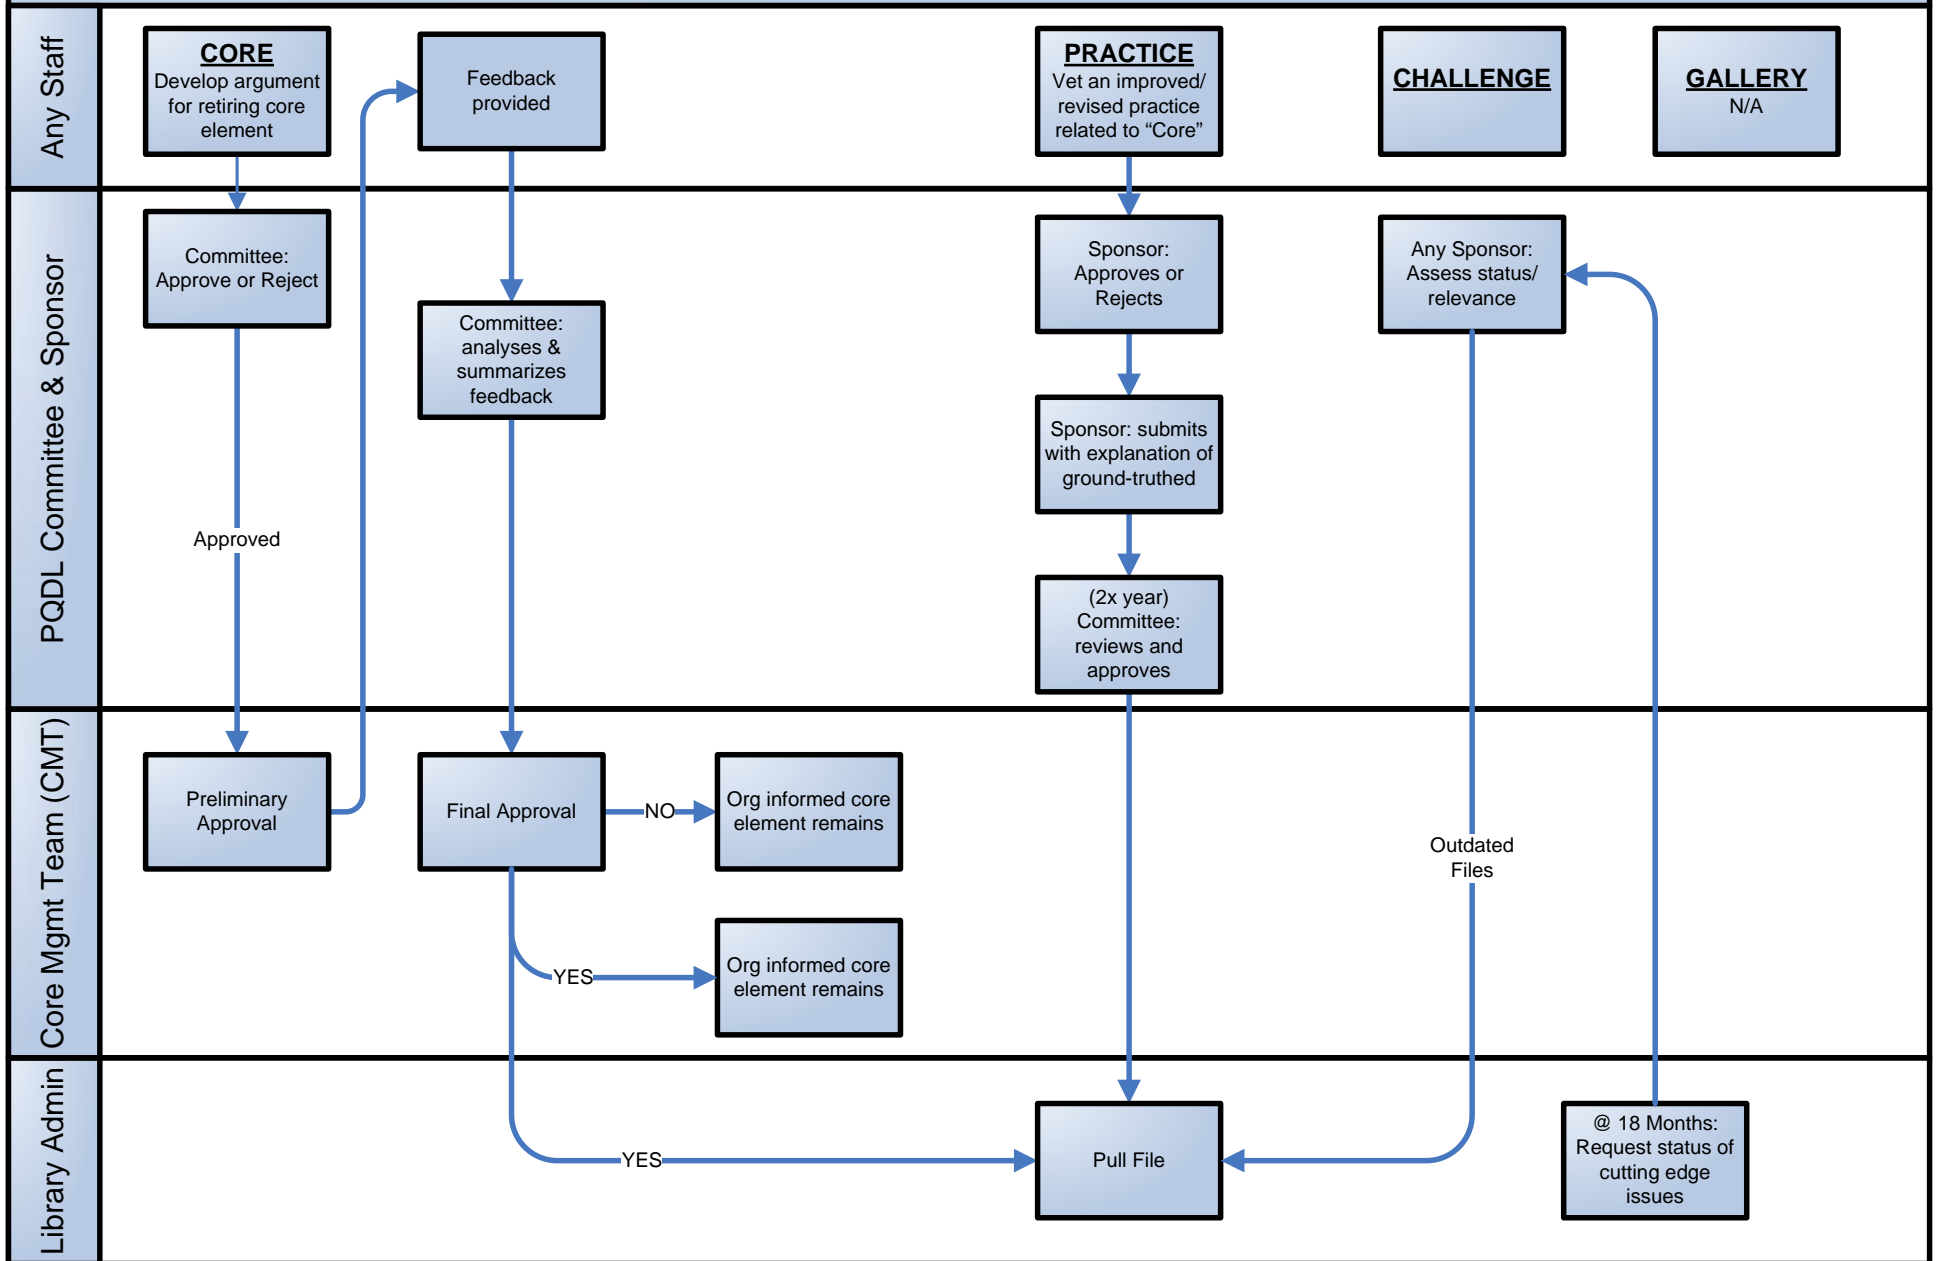 Any Staff
CORE
Develop argument
for retiring core
element
Feedback
provided
PRACTICE
Vet an improved/
revised practice
related to “Core”
CHALLENGE
GALLERY
N/A
PQDL Committee & Sponsor
Committee:
Approve or Reject
Committee:
analyses &
summarizes
feedback
Sponsor:
Approves or
Rejects
Any Sponsor:
Assess status/
relevance
Sponsor: submits
with explanation of
ground-truthed
Approved
(2x year)
Committee:
reviews and
approves
Core Mgmt Team (CMT)
Preliminary
Approval
Final Approval
NO
Org informed core
element remains
Outdated
Files
YES
Org informed core
element remains
Library Admin
YES
Pull File
@ 18 Months:
Request status of
cutting edge
issues